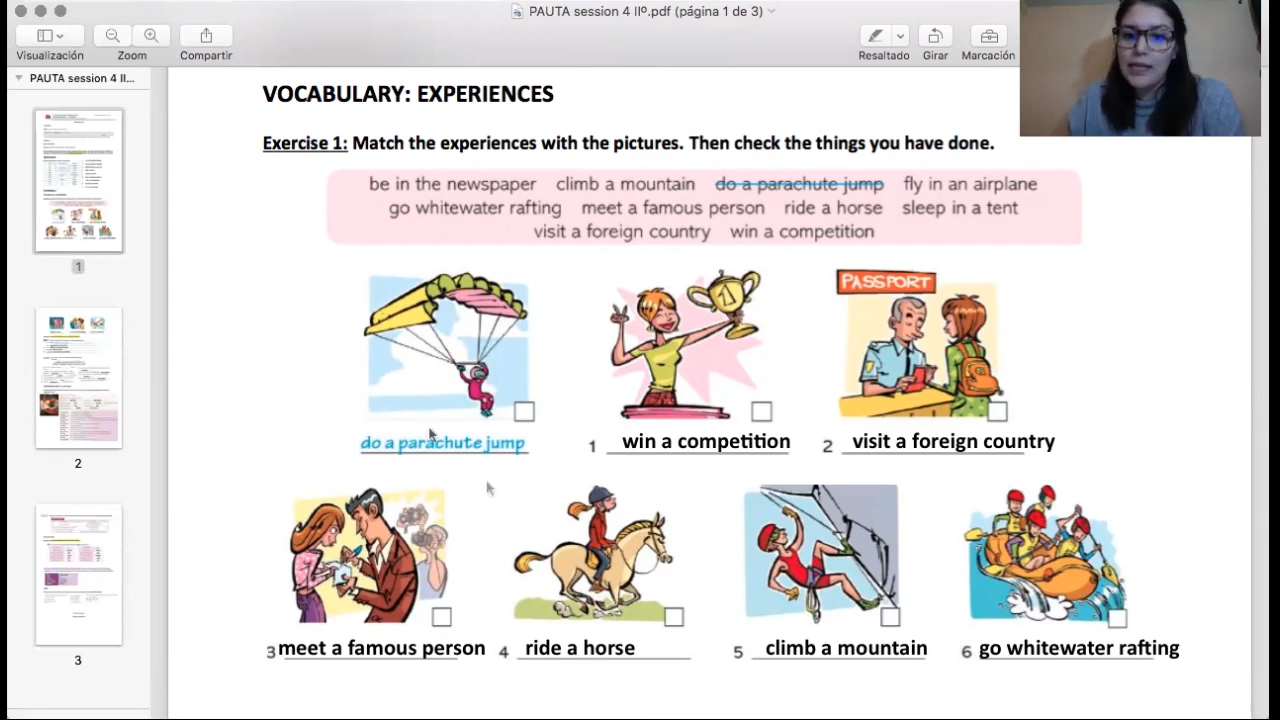 PAUTA session 4 IIº.pdf (página 1 de 3)
Visualización
Zoom
Compartir
Resaltado
Girar
Marcación
PAUTA session 4 II...
1
2
3
VOCABULARY: EXPERIENCES
Exercise 1: Match the experiences with the pictures. Then check the things you have done.
be in the newspaper climb a mountain do a parachute jump fly in an airplane
go whitewater rafting meet a famous person ride a horse sleep in a tent
visit a foreign country win a competition
PASSPORT
1
do a parachute jump
1 win a competition
2 visit a foreign country
3 meet a famous person
4 ride a horse
5 climb a mountain
6 go whitewater rafting